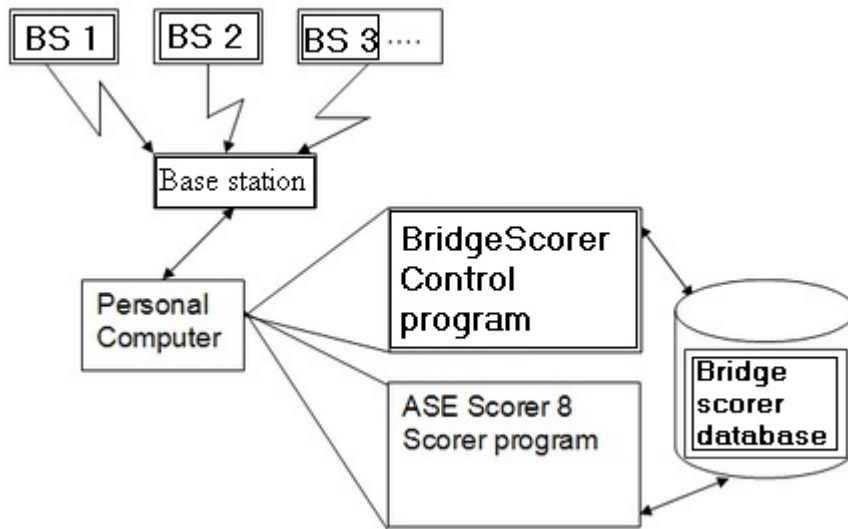 BS 1
BS 2
BS 3 ....
Base station
BridgeScorer
Control
program
Personal
Computer
Bridge
scorer
database
ASE Scorer 8
Scorer program